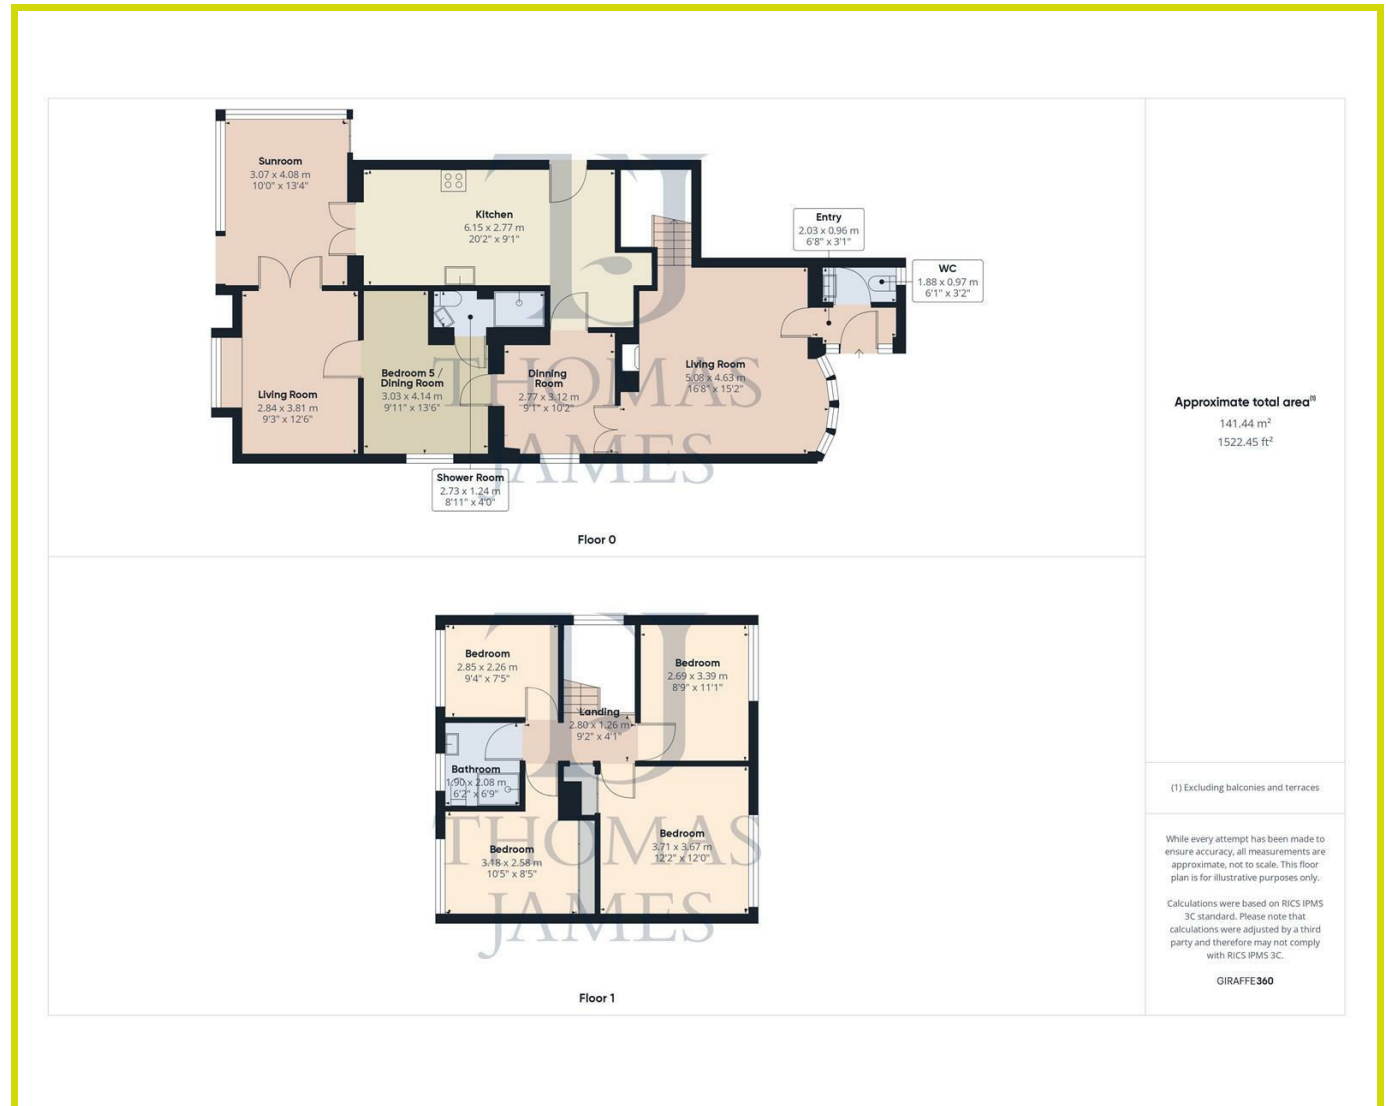 Sunroom
3.07 x 4.08 m
10'0" x 13'4"
Kitchen
6.15 x 2.77 m
20'2" x 9'1"
Entry
2.03 x 0.96 m
6'8" x 3'1"
WC
1.88 x 0.97 m
6'1" x 3'2"
Living Room
2.84 x 3.81 m
9'3" x 12'6"
Bedroom 5 /
Dining Room
3.03 x 4.14 m
9'11" x 13'6"
Dinning
Room
2.77 x 3.12 m
9'1" x 10'2"
Living Room
5.08 x 4.63 m
16'8" x 15'2"
Shower Room
2.73 x 1.24 m
8'11" x 4'0"
TJ
THOMAS
JAMES
Floor 0
Bedroom
2.85 x 2.26 m
9'4" x 7'5"
Landing
2.80 x 1.26 m
9'2" x 4'1"
Bedroom
2.69 x 3.39 m
8'9" x 11'1"
Bathroom
1.90 x 2.08 m
6'2" x 6'9"
Bedroom
3.18 x 2.58 m
10'5" x 8'5"
Bedroom
3.71 x 3.67 m
12'2" x 12'0"
TJ
THOMAS
JAMES
Floor 1
Approximate total area(1)
141.44 m²
1522.45 ft²
(1) Excluding balconies and terraces
While every attempt has been made to
ensure accuracy, all measurements are
approximate, not to scale. This floor
plan is for illustrative purposes only.
Calculations were based on RICS IPMS
3C standard. Please note that
calculations were adjusted by a third
party and therefore may not comply
with RICS IPMS 3C.
GIRAFFE360